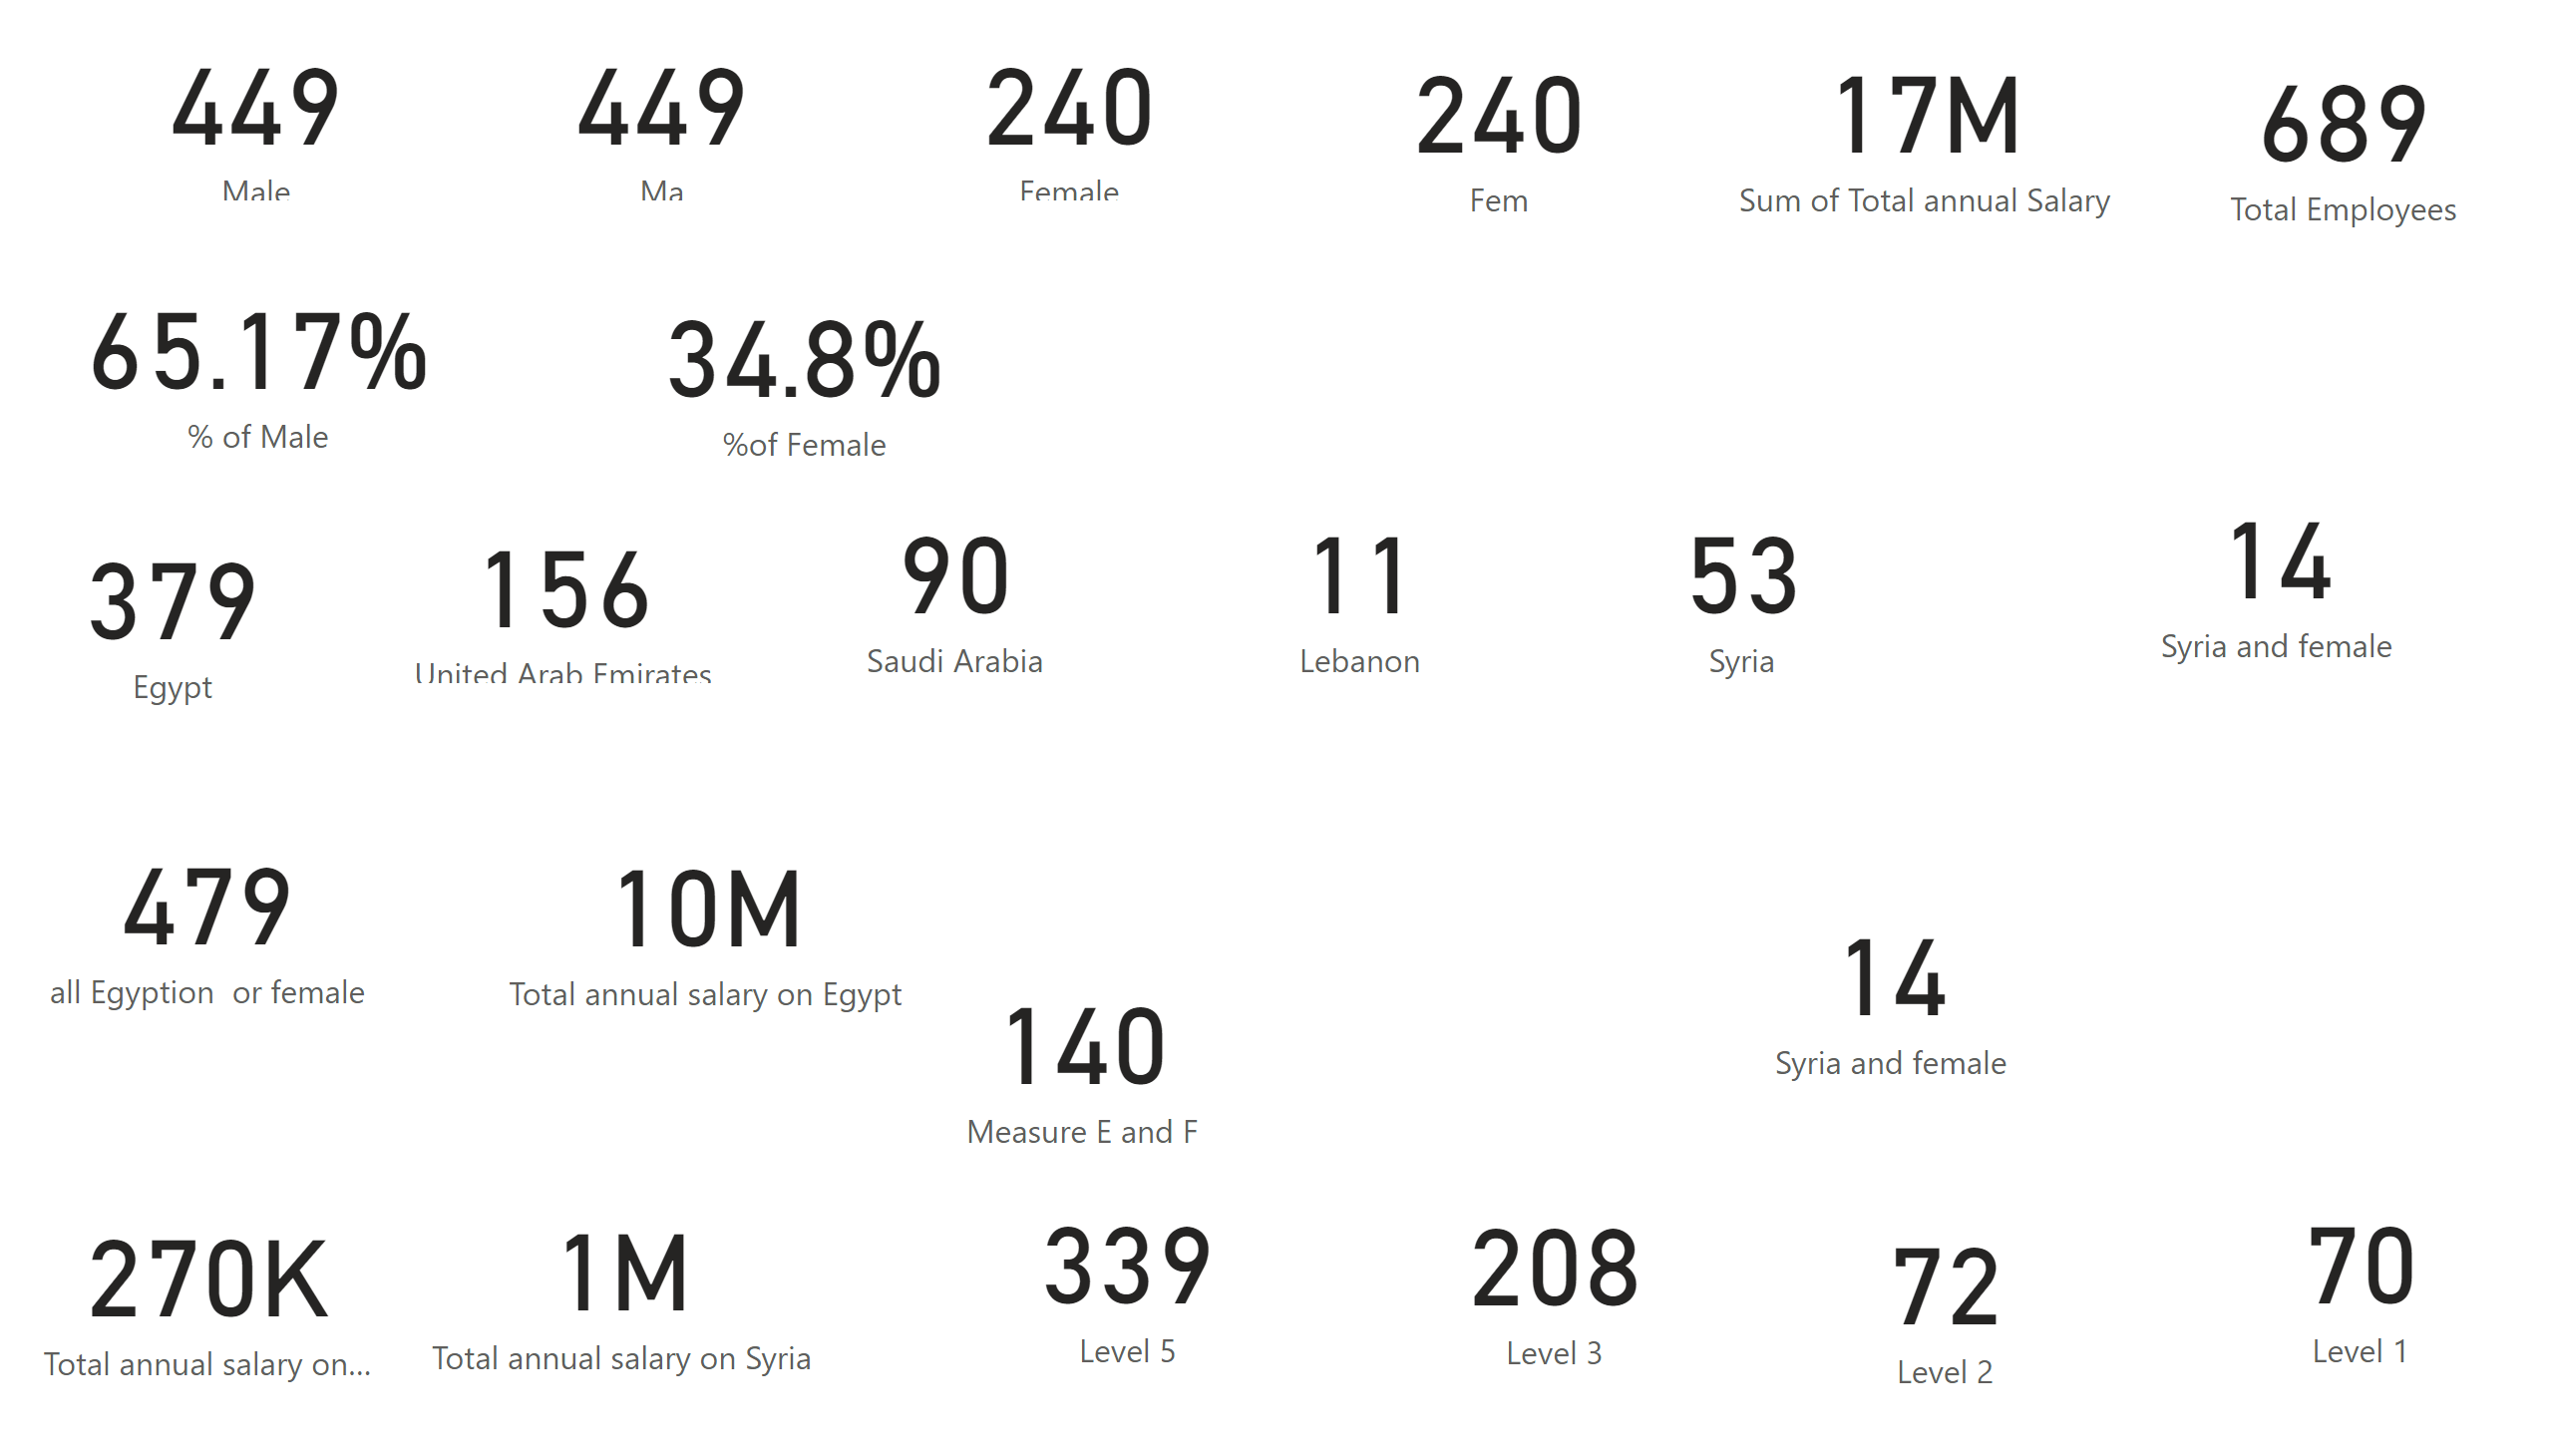 449
Male
449
Ma
240
Female
240
Fem
17M
Sum of Total annual Salary
689
Total Employees
65.17%
% of Male
34.8%
%of Female
379
Egypt
156
United Arab Emirates
90
Saudi Arabia
11
Lebanon
53
Syria
14
Syria and female
479
all Egyption  or female
10M
Total annual salary on Egypt
140
Measure E and F
14
Syria and female
270K
Total annual salary on...
1M
Total annual salary on Syria
339
Level 5
208
Level 3
72
Level 2
70
Level 1